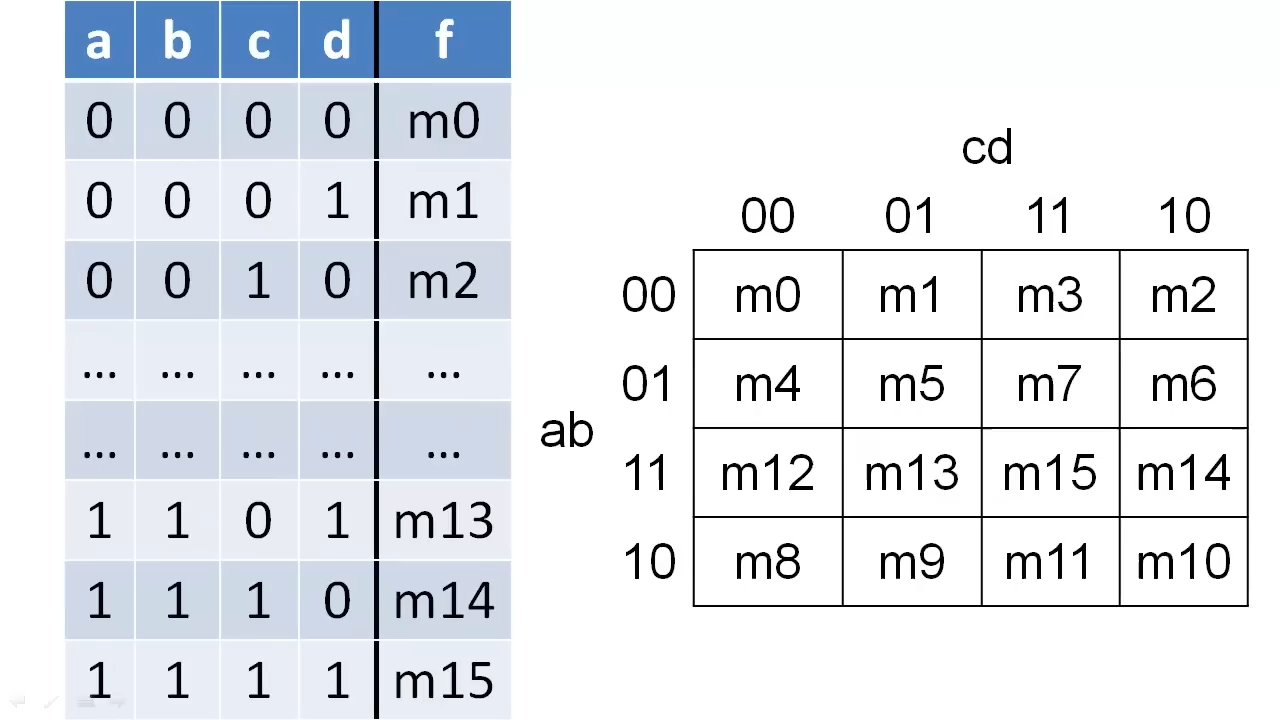 a b c d f
0 0 0 0 m0
0 0 0 1 m1
0 0 1 0 m2
... ... ... ... ...
... ... ... ... ...
1 1 0 1 m13
1 1 1 0 m14
1 1 1 1 m15
cd
00 01 11 10
00 m0 m1 m3 m2
01 m4 m5 m7 m6
ab
11 m12 m13 m15 m14
10 m8 m9 m11 m10